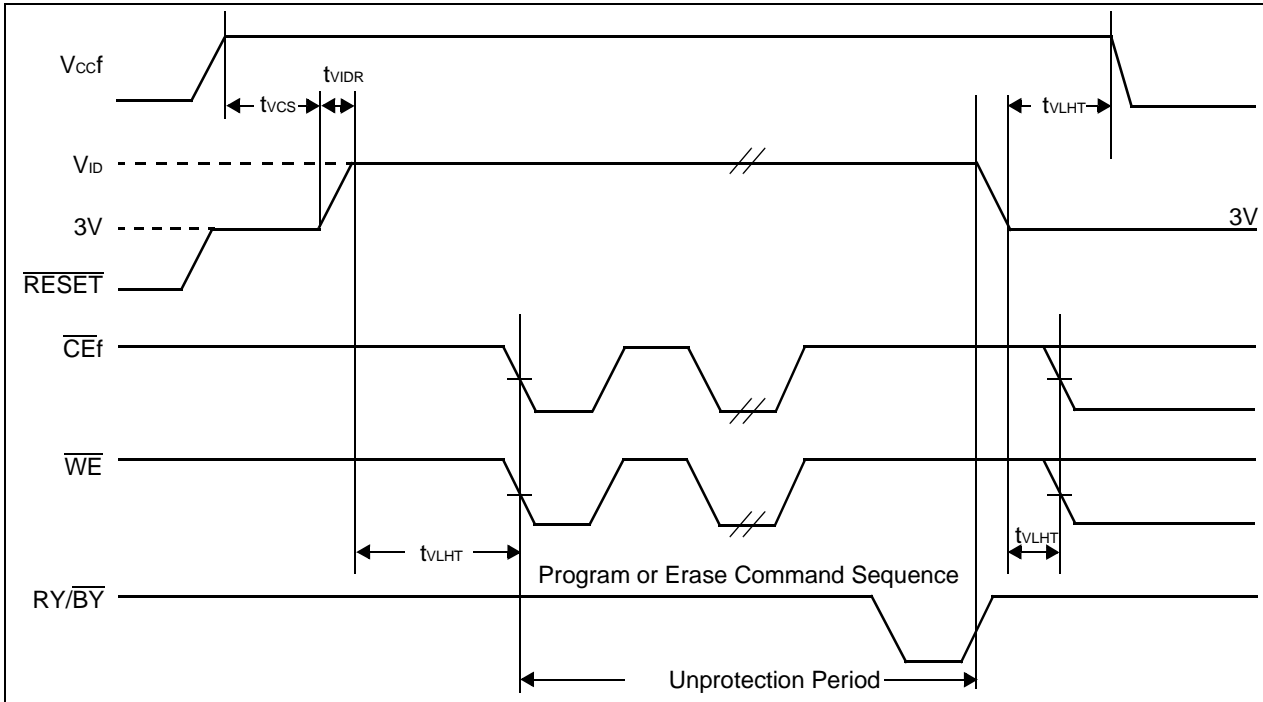 VCCf
tVIDR
tVCS
tVLHT
VID
3V
3V
RESET
CEf
WE
tVLHT
tVLHT
Program or Erase Command Sequence
RY/BY
Unprotection Period